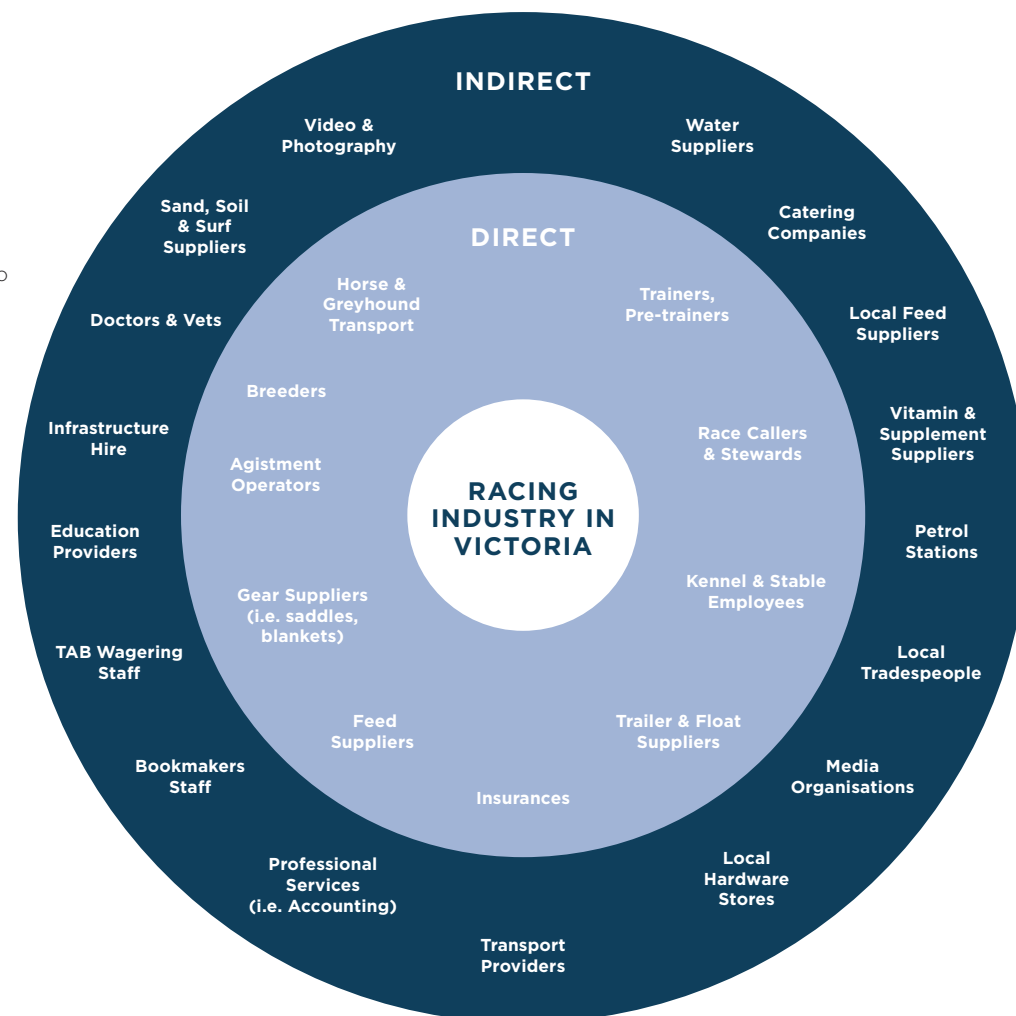 INDIRECT
Video &
Photography
Water
Suppliers
Sand, Soil
& Surf
Suppliers
Catering
Companies
Doctors & Vets
Local Feed
Suppliers
Infrastructure
Hire
Vitamin &
Supplement
Suppliers
Education
Providers
Petrol
Stations
TAB Wagering
Staff
Local
Tradespeople
Bookmakers
Staff
Media
Organisations
Professional
Services
(i.e. Accounting)
Local
Hardware
Stores
Transport
Providers
DIRECT
Horse &
Greyhound
Transport
Trainers,
Pre-trainers
Breeders
Race Callers
& Stewards
Agistment
Operators
Kennel & Stable
Employees
Gear Suppliers
(i.e. saddles,
blankets)
Feed
Suppliers
Trailer & Float
Suppliers
Insurances
RACING
INDUSTRY IN
VICTORIA